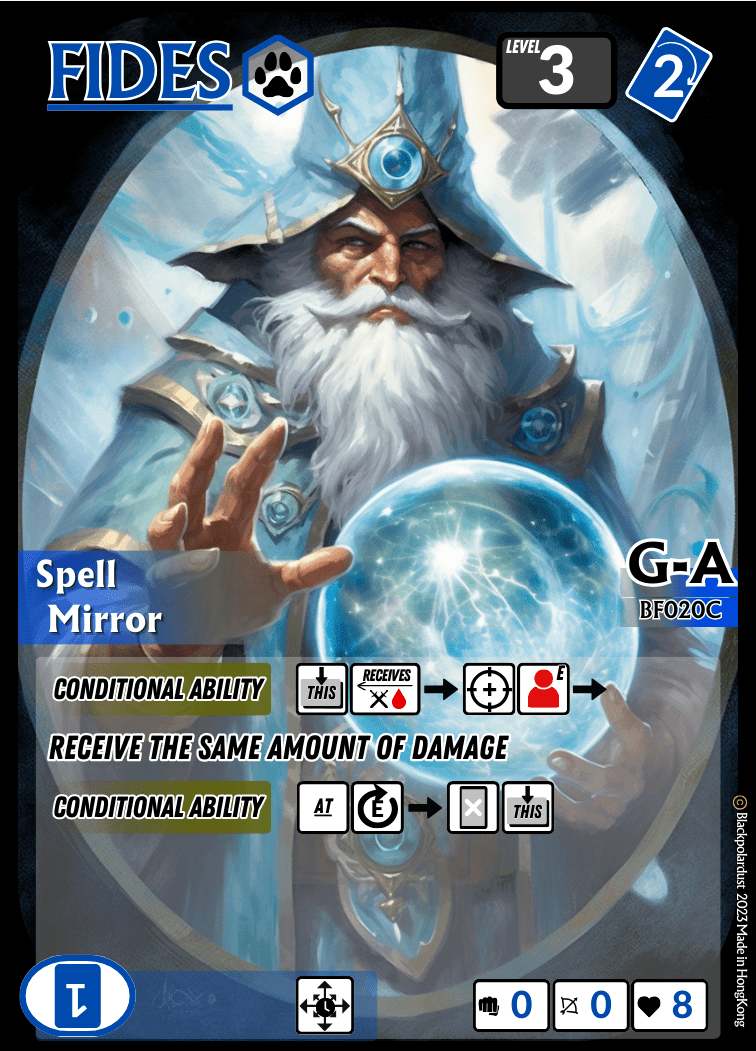 FIDES
LEVEL 3
2
Spell
Mirror
G-A
BF020C
CONDITIONAL ABILITY THIS RECEIVES E
RECEIVE THE SAME AMOUNT OF DAMAGE
CONDITIONAL ABILITY AT E THIS
© Blackpolardust 2023 Made in HongKong
1
0 0 8